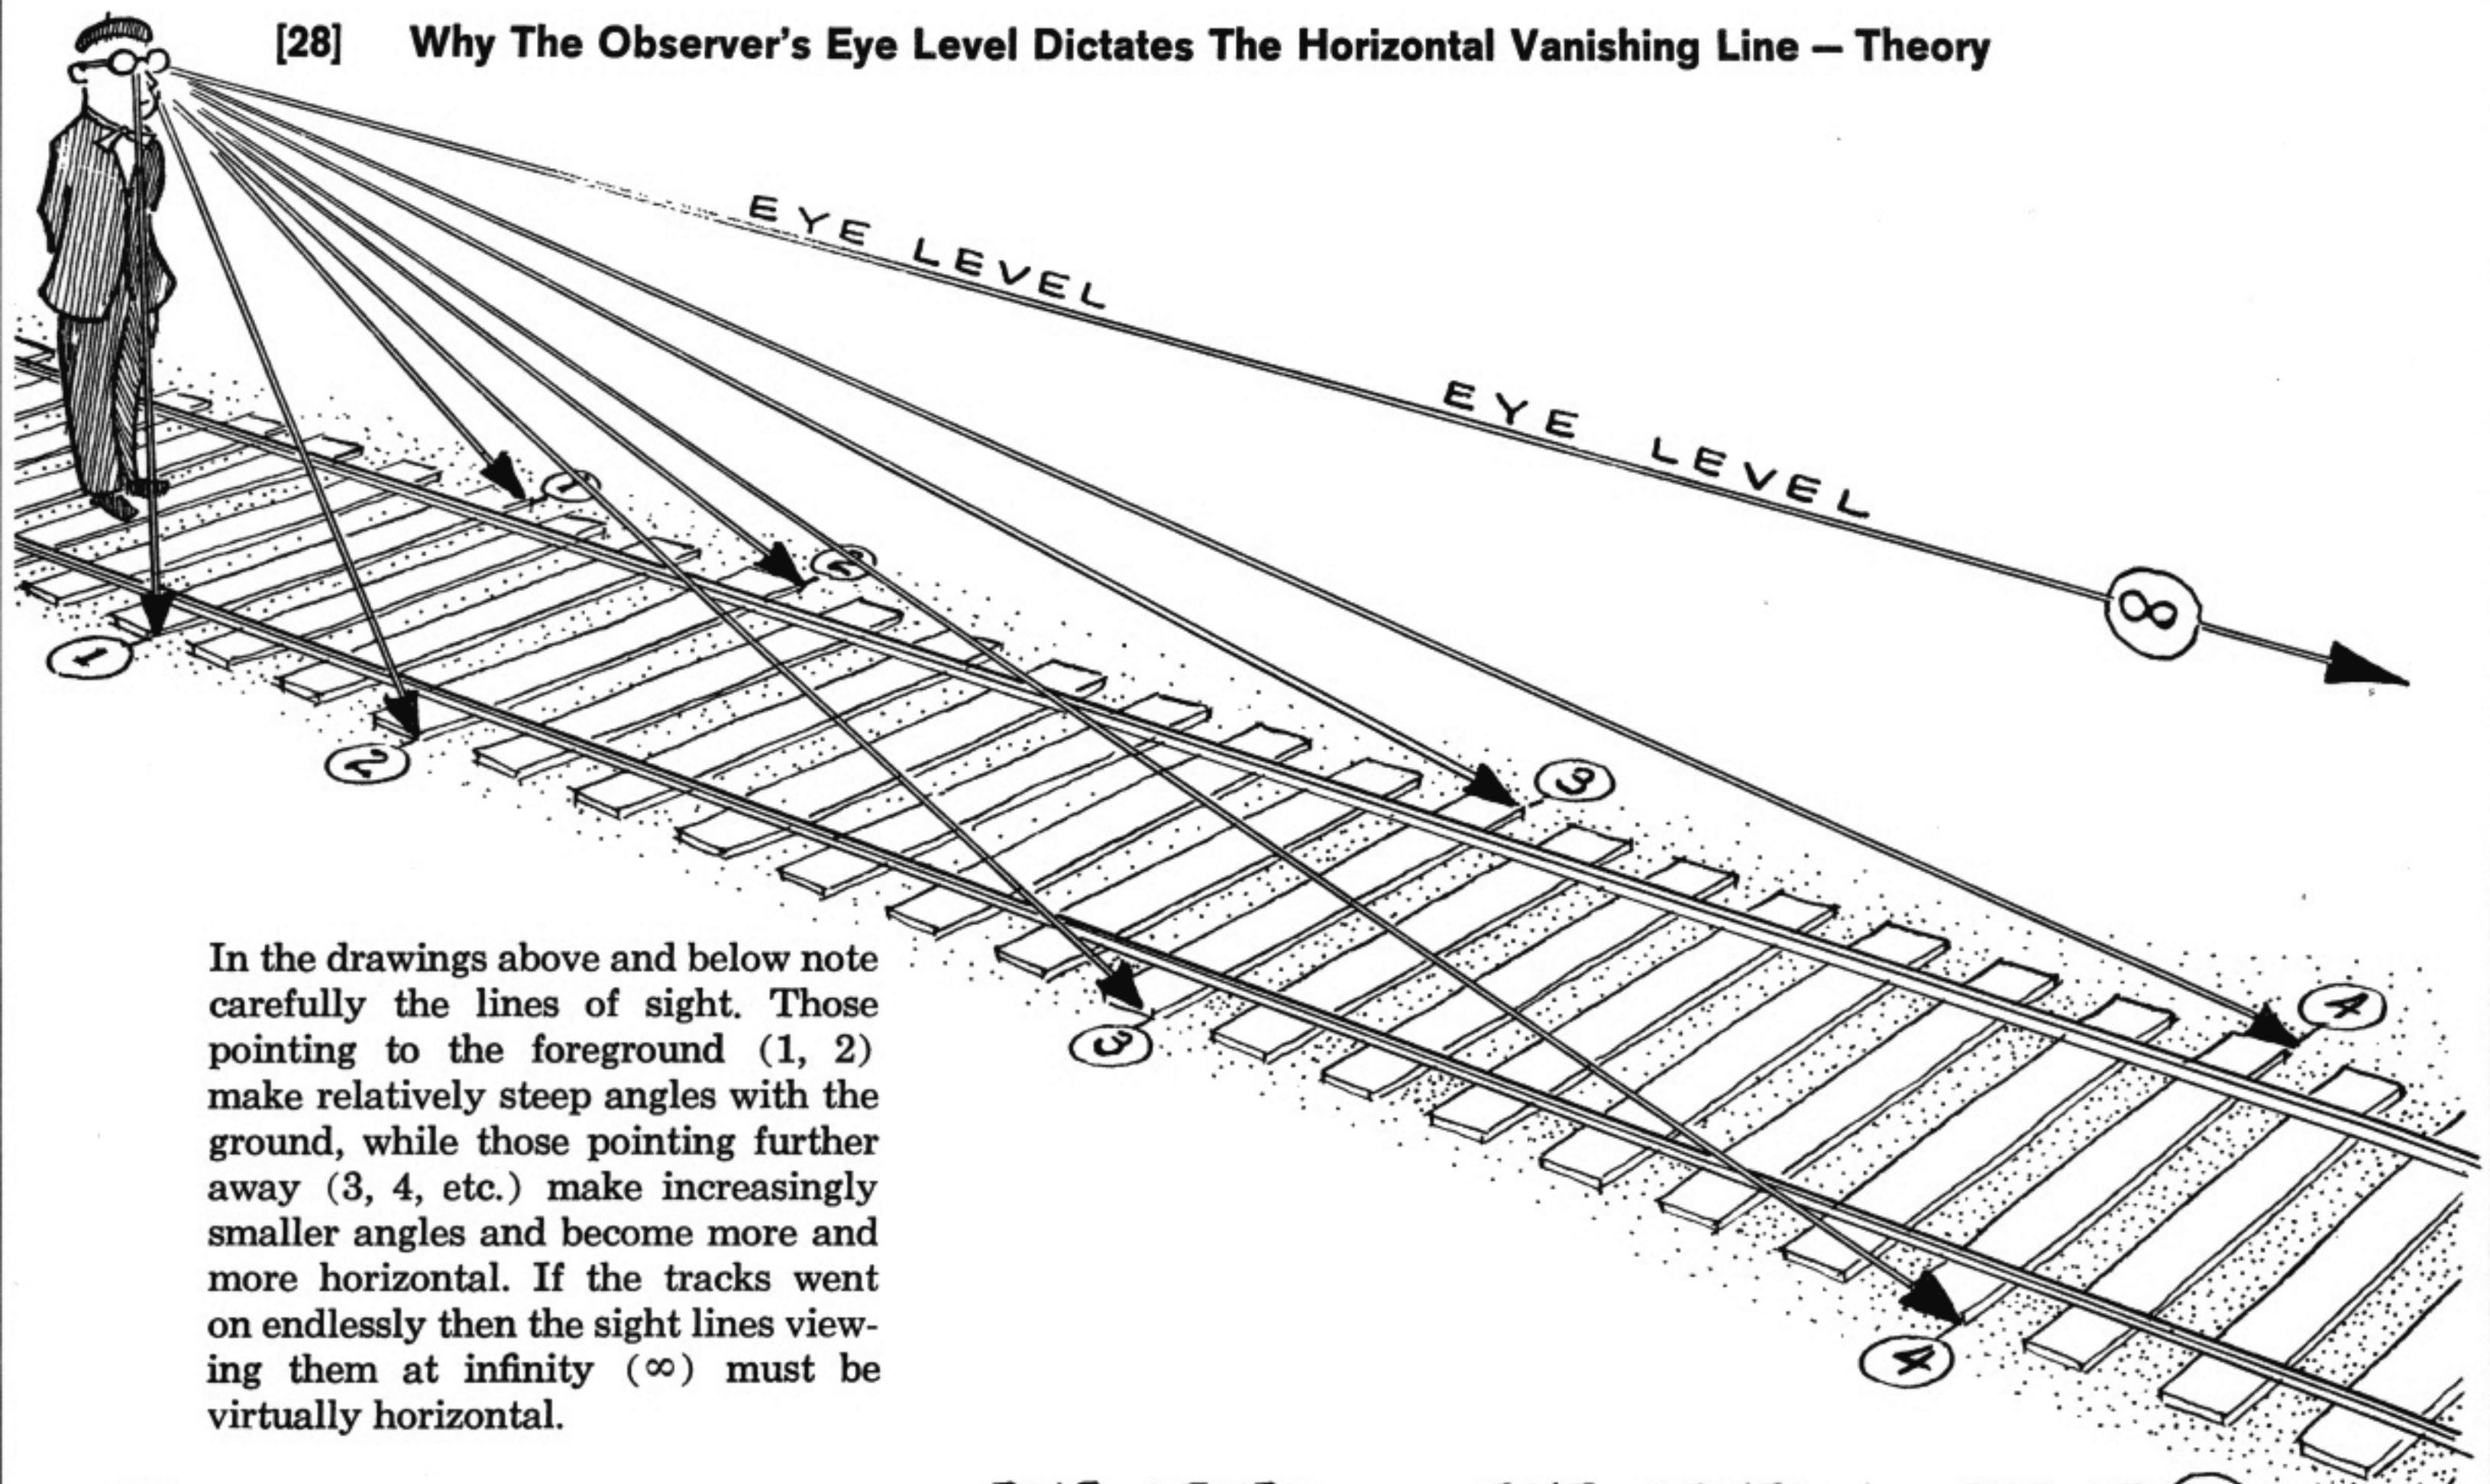 [28] Why The Observer's Eye Level Dictates The Horizontal Vanishing Line — Theory
EYE LEVEL
EYE LEVEL
∞
1
2
1
2
3
3
4
4
In the drawings above and below note
carefully the lines of sight. Those
pointing to the foreground (1, 2)
make relatively steep angles with the
ground, while those pointing further
away (3, 4, etc.) make increasingly
smaller angles and become more and
more horizontal. If the tracks went
on endlessly then the sight lines view-
ing them at infinity (∞) must be
virtually horizontal.